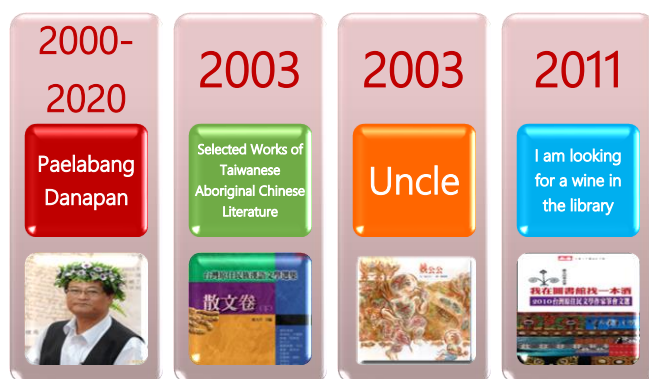 2000-
2020
Paelabang
Danapan
2003
Selected Works of
Taiwanese
Aboriginal Chinese
Literature
台灣原住民族漢語文學選集
散文卷
2003
Uncle
公公
2011
I am looking
for a wine in
the library
我在圖書館找一本酒
2010台灣原住民文學作家筆會文選